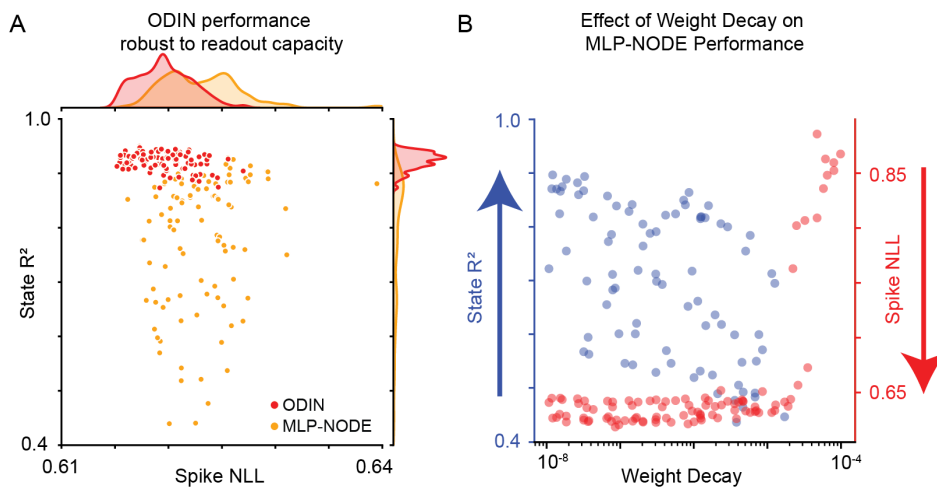 A
ODIN performance
robust to readout capacity
1.0
State R²
0.4
0.61
Spike NLL
0.64
ODIN
MLP-NODE
B
Effect of Weight Decay on
MLP-NODE Performance
1.0
State R²
0.4
10⁻⁸
Weight Decay
10⁻⁴
0.85
Spike NLL
0.65